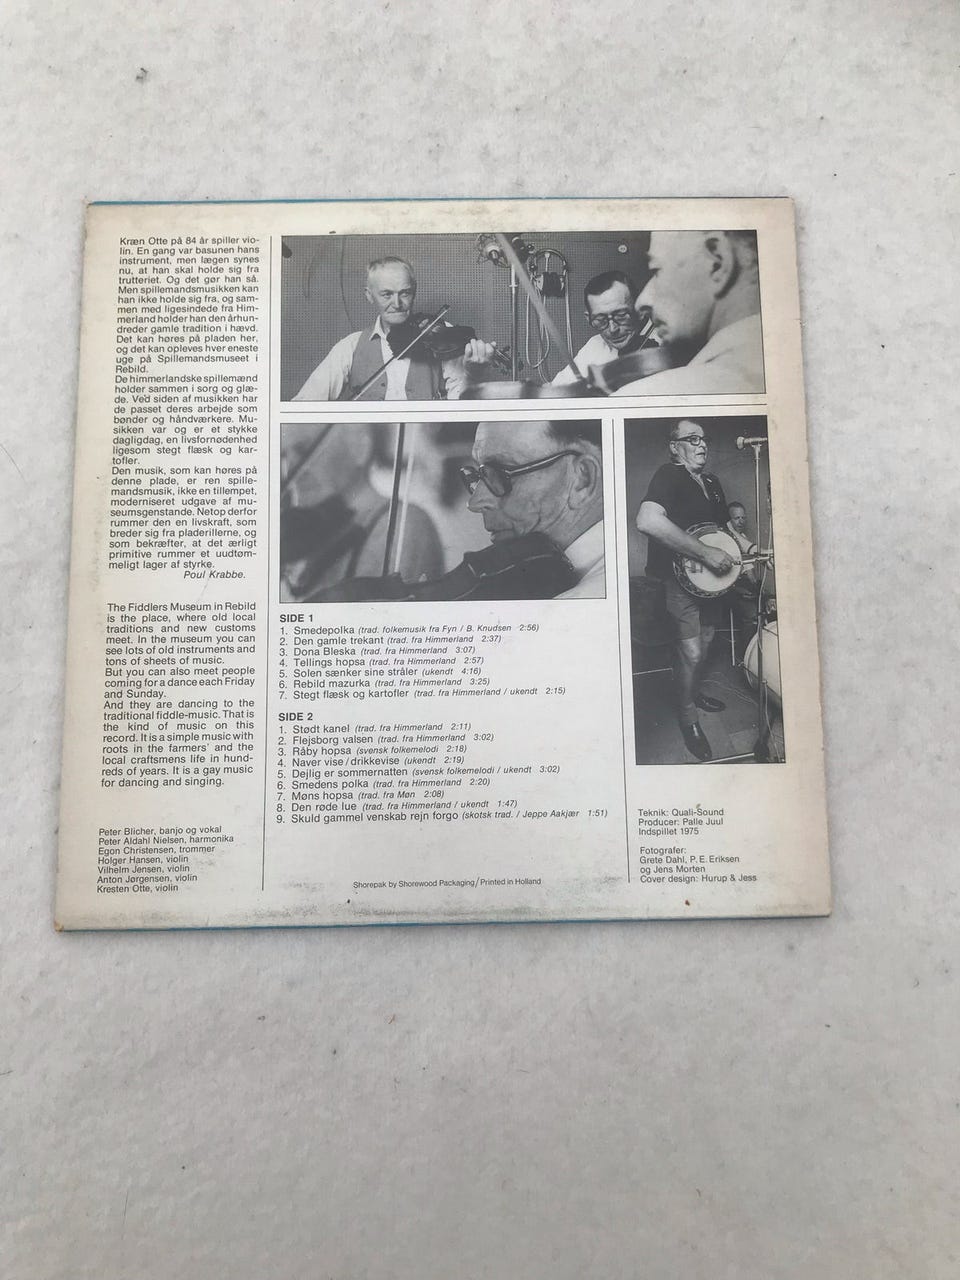 Kræn Otte på 84 år spiller vio-
lin. En gang var basunen hans
instrument, men lægen synes
nu, at han skal holde sig fra
trutteriet. Og det gør han så.
Men spillemandsmusikken kan
han ikke holde sig fra, og sam-
men med ligesindede fra Him-
merland holder han den århun-
dreder gamle tradition i hævd.
Det kan høres på pladen her,
og det kan opleves hver eneste
uge på Spillemandsmuseet i
Rebild.
De himmerlandske spillemænd
holder sammen i sorg og glæ-
de. Ved siden af musikken har
de passet deres arbejde som
bønder og håndværkere. Mu-
sikken var og er et stykke
dagligdag, en livsfornødenhed
ligesom stegt flæsk og kar-
tofler.
Den musik, som kan høres på
denne plade, er ren spille-
mandsmusik, ikke en tillempet,
moderniseret udgave af mu-
seumsgenstande. Netop derfor
rummer den en livskraft, som
breder sig fra pladerillerne, og
som bekræfter, at det ærligt
primitive rummer et uudtøm-
meligt lager af styrke.
Poul Krabbe.
The Fiddlers Museum in Rebild
is the place, where old local
traditions and new customs
meet. In the museum you can
see lots of old instruments and
tons of sheets of music.
But you can also meet people
coming for a dance each Friday
and Sunday.
And they are dancing to the
traditional fiddle-music. That is
the kind of music on this
record. It is a simple music with
roots in the farmers' and the
local craftsmens life in hund-
reds of years. It is a gay music
for dancing and singing.
Peter Blicher, banjo og vokal
Peter Aldahl Nielsen, harmonika
Egon Christensen, trommer
Holger Hansen, violin
Vilhelm Jensen, violin
Anton Jørgensen, violin
Kresten Otte, violin
SIDE 1
1. Smedepolka (trad. folkemusik fra Fyn / B. Knudsen 2:56)
2. Den gamle trekant (trad. fra Himmerland 2:37)
3. Dona Bleska (trad. fra Himmerland 3:07)
4. Tellings hopsa (trad. fra Himmerland 2:57)
5. Solen sænker sine stråler (ukendt 4:16)
6. Rebild mazurka (trad. fra Himmerland 3:25)
7. Stegt flæsk og kartofler (trad. fra Himmerland / ukendt 2:15)
SIDE 2
1. Stødt kanel (trad. fra Himmerland 2:11)
2. Flejsborg valsen (trad. fra Himmerland 3:02)
3. Råby hopsa (svensk folkemelodi 2:18)
4. Naver vise / drikkevise (ukendt 2:19)
5. Dejlig er sommernatten (svensk folkemelodi / ukendt 3:02)
6. Smedens polka (trad. fra Himmerland 2:20)
7. Møns hopsa (trad. fra Møn 2:08)
8. Den røde lue (trad. fra Himmerland / ukendt 1:47)
9. Skuld gammel venskab rejn forgo (skotsk trad. / Jeppe Aakjær 1:51)
Shorepak by Shorewood Packaging/Printed in Holland
Teknik: Quali-Sound
Producer: Palle Juul
Indspillet 1975
Fotografer:
Grete Dahl, P. E. Eriksen
og Jens Morten
Cover design: Hurup & Jess